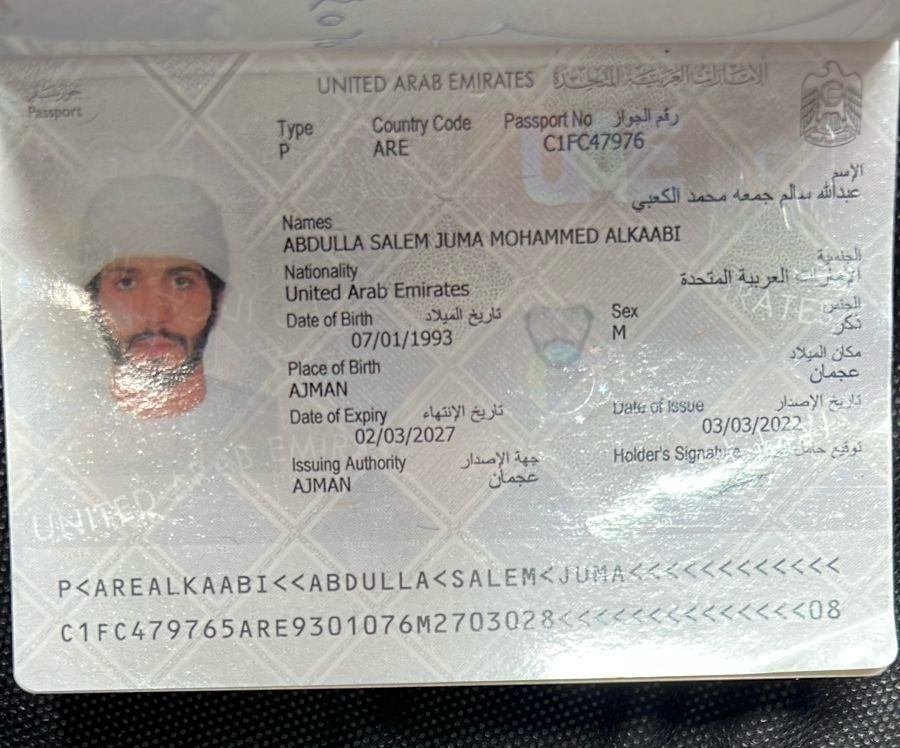 UNITED ARAB EMIRATES الإمارات العربية المتحدة
جواز سفر
Passport
Type
P
Country Code
ARE
Passport No رقم الجواز
C1FC47976
الإسم
عبدالله سالم جمعه محمد الكعبي
Names
ABDULLA SALEM JUMA MOHAMMED ALKAABI
Nationality الجنسية
United Arab Emirates الإمارات العربية المتحدة
Date of Birth تاريخ الميلاد
07/01/1993
Sex الجنس
M ذكر
Place of Birth مكان الميلاد
AJMAN عجمان
Date of Expiry تاريخ الإنتهاء
02/03/2027
Date of Issue تاريخ الإصدار
03/03/2022
Issuing Authority جهة الإصدار
AJMAN عجمان
Holder's Signature توقيع حامل
UNITED ARAB EMIR
P<AREALKAABI<<ABDULLA<SALEM<JUMA<<<<<<<<<<<<
C1FC479765ARE9301076M2703028<<<<<<<<<<<<<<08